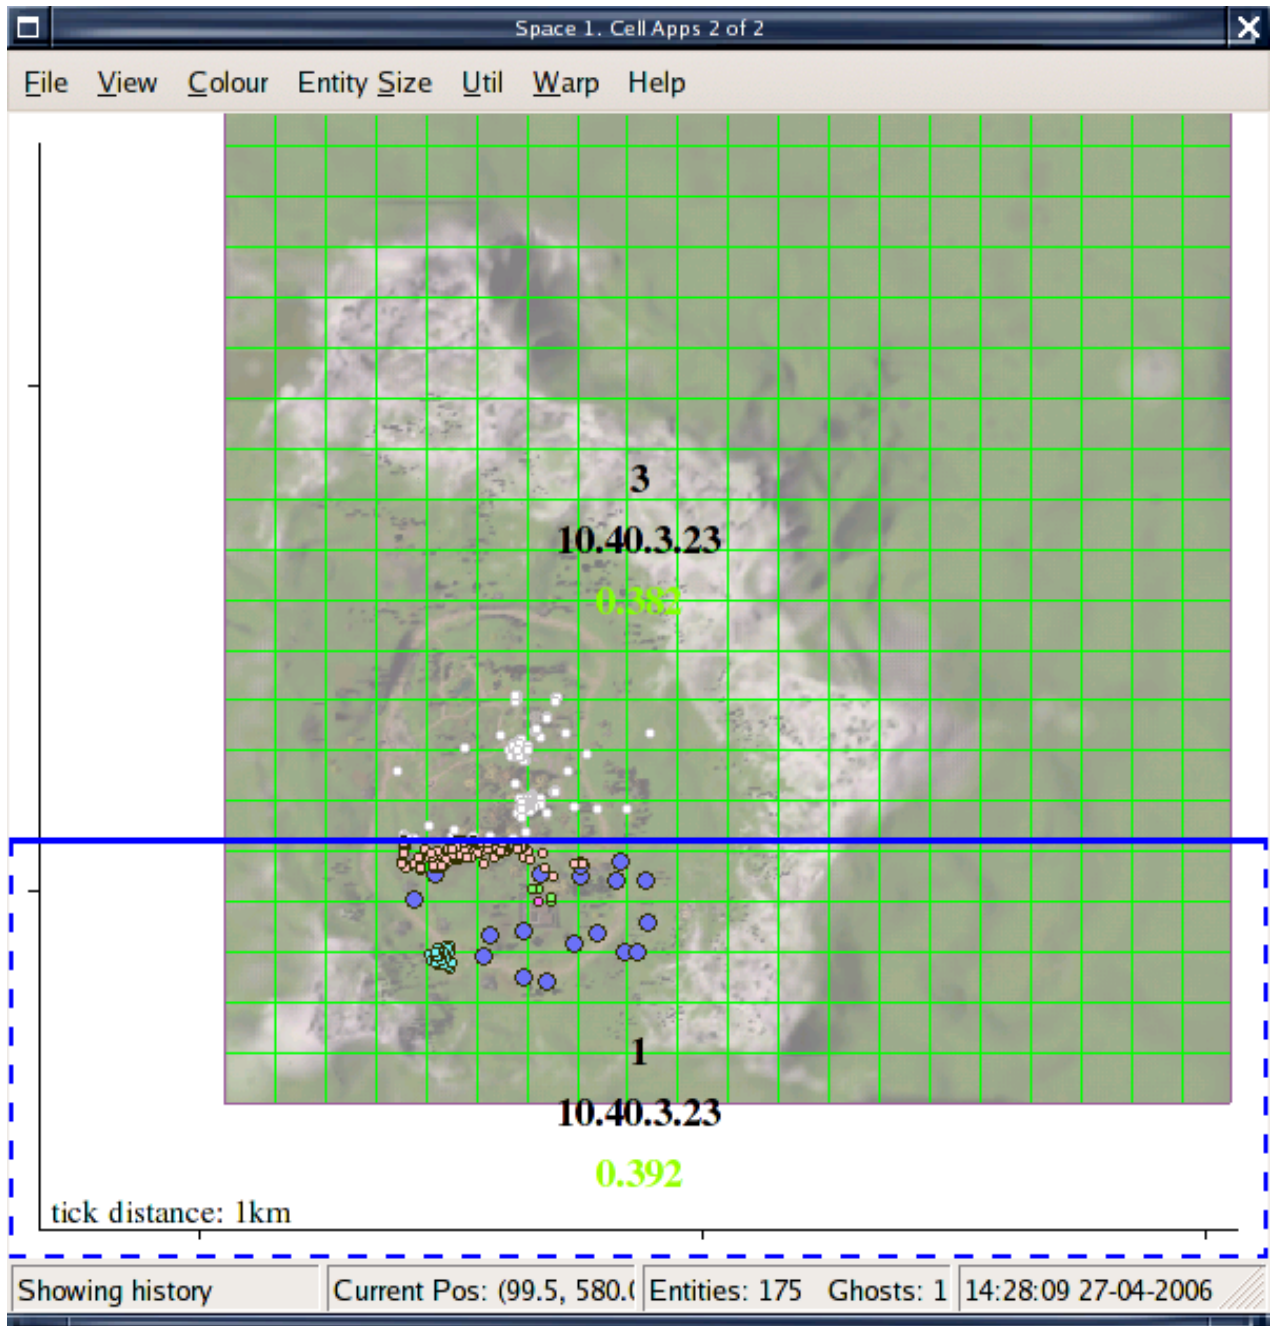 Space 1. Cell Apps 2 of 2
File View Colour Entity Size Util Warp Help
3
10.40.3.23
0.382
1
10.40.3.23
0.392
tick distance: 1km
Showing history
Current Pos: (99.5, 580.0
Entities: 175 Ghosts: 1
14:28:09 27-04-2006